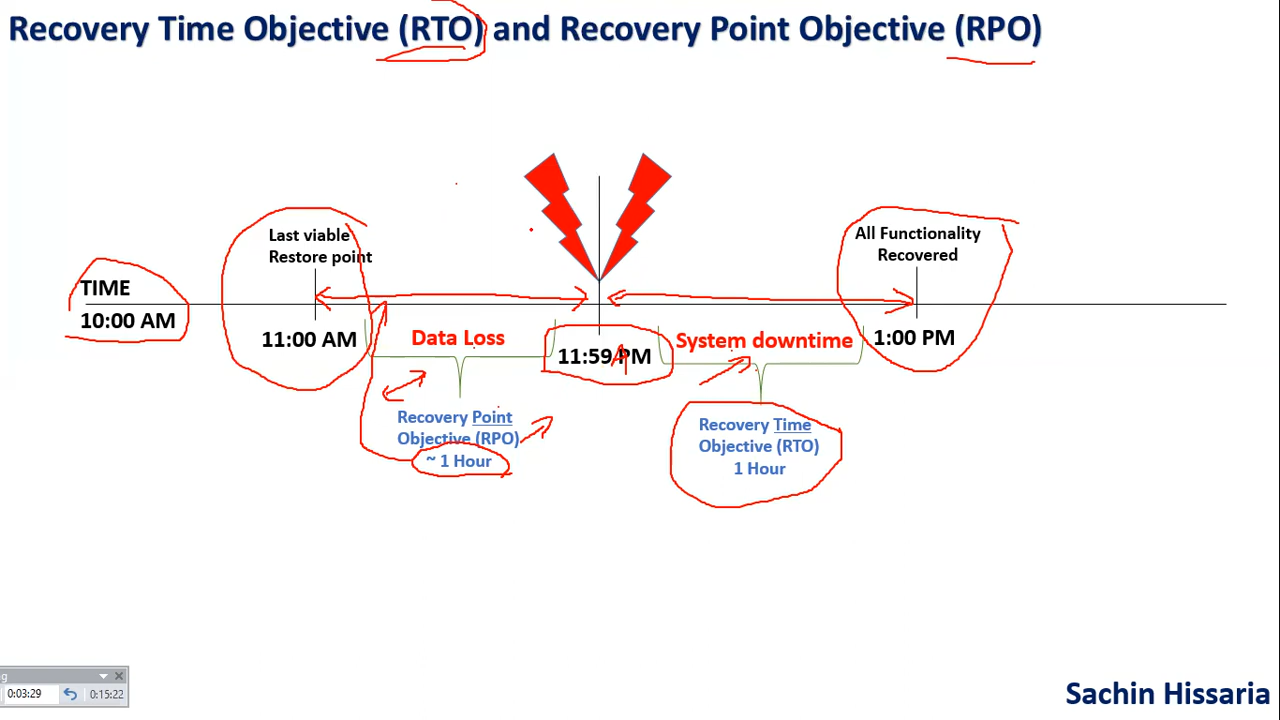 Recovery Time Objective (RTO) and Recovery Point Objective (RPO)
Last viable
Restore point
All Functionality
Recovered
TIME
10:00 AM
11:00 AM
Data Loss
11:59 PM
A
System downtime
1:00 PM
Recovery Point
Objective (RPO)
~ 1 Hour
Recovery Time
Objective (RTO)
1 Hour
g
0:03:29
0:15:22
Sachin Hissaria